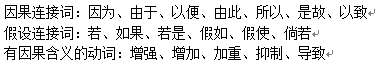 因果连接词：因为、由于、以便、由此、所以、是故、以致
假设连接词：若、如果、若是、假如、假使、倘若
有因果含义的动词：增强、增加、加重、抑制、导致